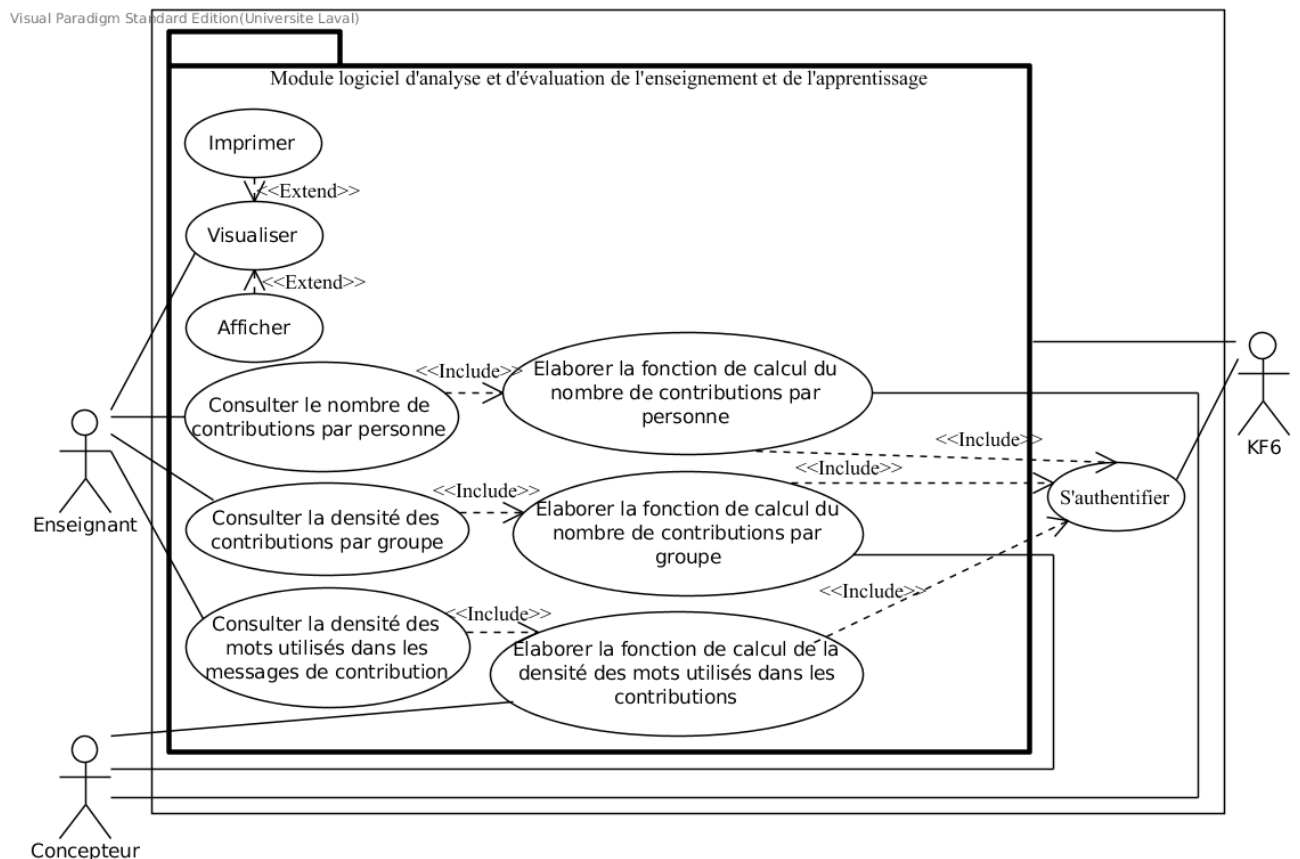 Visual Paradigm Standard Edition(Universite Laval)
Module logiciel d'analyse et d'évaluation de l'enseignement et de l'apprentissage
Imprimer
<<Extend>>
Visualiser
<<Extend>>
Afficher
<<Include>>
Elaborer la fonction de calcul du
nombre de contributions par
personne
Consulter le nombre de
contributions par personne
KF6
<<Include>>
<<Include>>
S'authentifier
Enseignant
<<Include>>
Consulter la densité des
contributions par groupe
Elaborer la fonction de calcul du
nombre de contributions par
groupe
<<Include>>
<<Include>>
Consulter la densité des
mots utilisés dans les
messages de contribution
Elaborer la fonction de calcul de la
densité des mots utilisés dans les
contributions
Concepteur